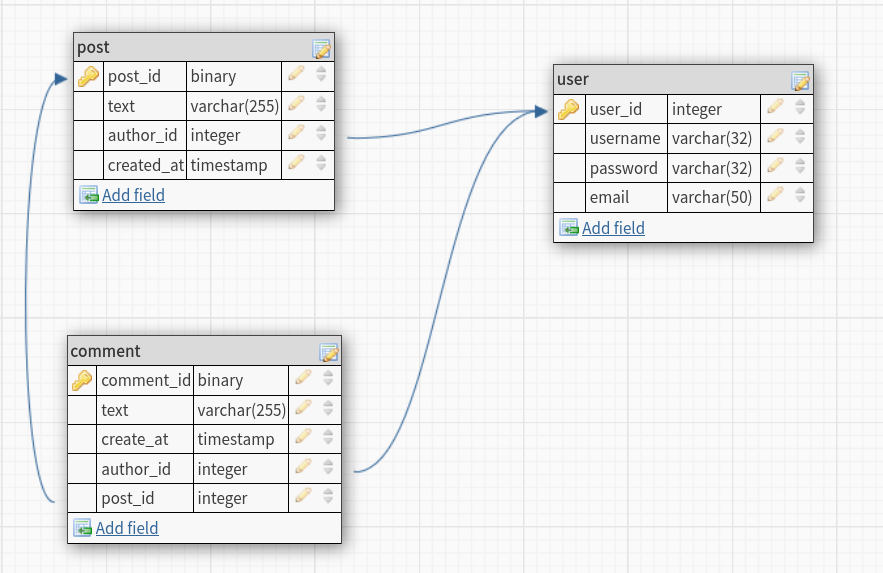 post
post_id binary
text varchar(255)
author_id integer
created_at timestamp
Add field
user
user_id integer
username varchar(32)
password varchar(32)
email varchar(50)
Add field
comment
comment_id binary
text varchar(255)
create_at timestamp
author_id integer
post_id integer
Add field